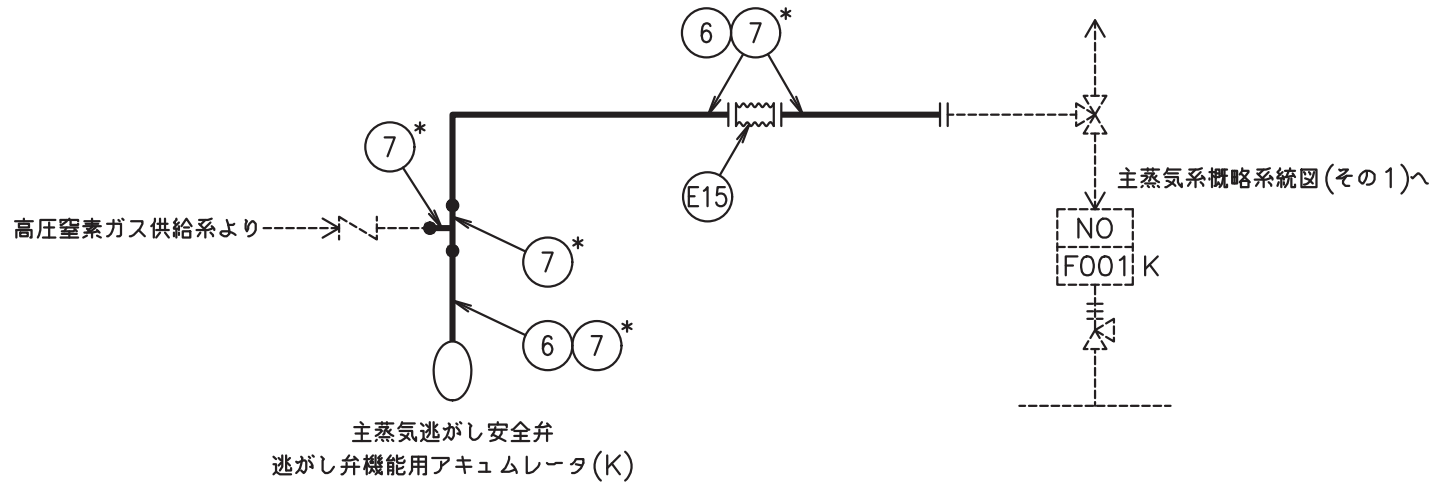 6 7*
7*
E15
主蒸気系概略系統図(その1)へ
高圧窒素ガス供給系より
NO
7*
F001 K
6 7*
主蒸気逃がし安全弁
逃がし弁機能用アキュムレータ(K)